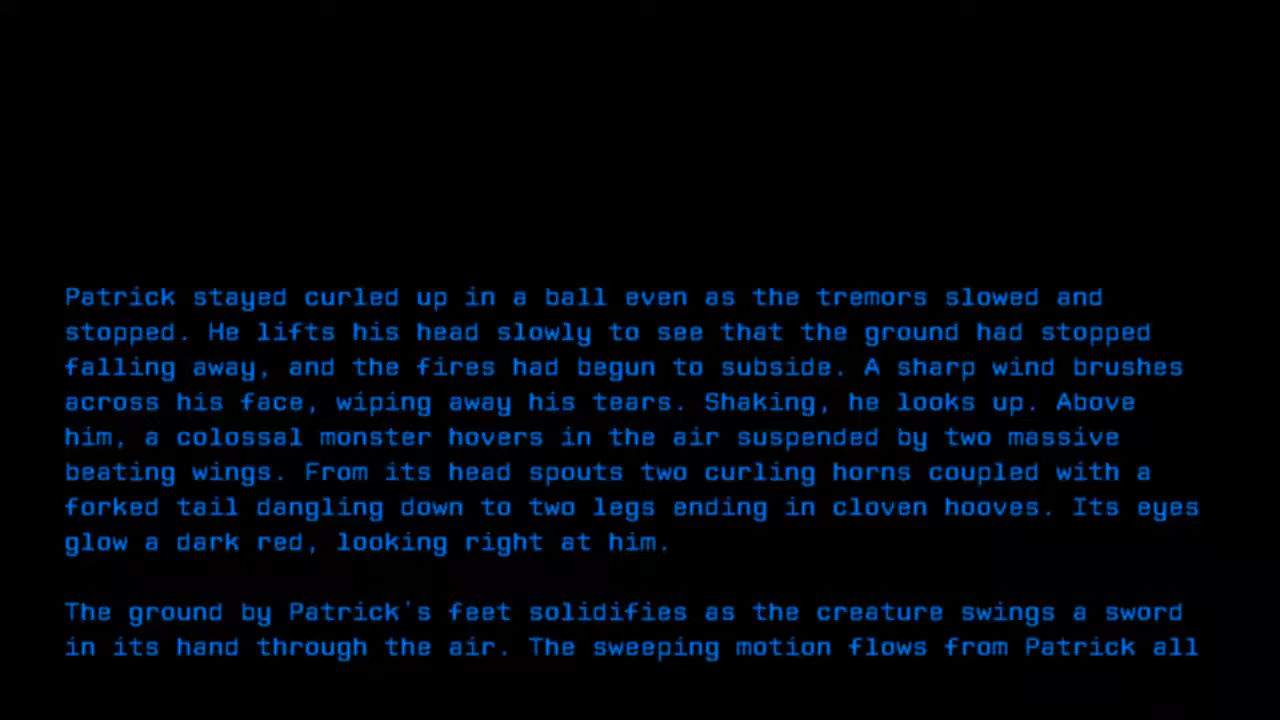 Patrick stayed curled up in a ball even as the tremors slowed and
stopped. He lifts his head slowly to see that the ground had stopped
falling away, and the fires had begun to subside. A sharp wind brushes
across his face, wiping away his tears. Shaking, he looks up. Above
him, a colossal monster hovers in the air suspended by two massive
beating wings. From its head spouts two curling horns coupled with a
forked tail dangling down to two legs ending in cloven hooves. Its eyes
glow a dark red, looking right at him.
The ground by Patrick's feet solidifies as the creature swings a sword
in its hand through the air. The sweeping motion flows from Patrick all